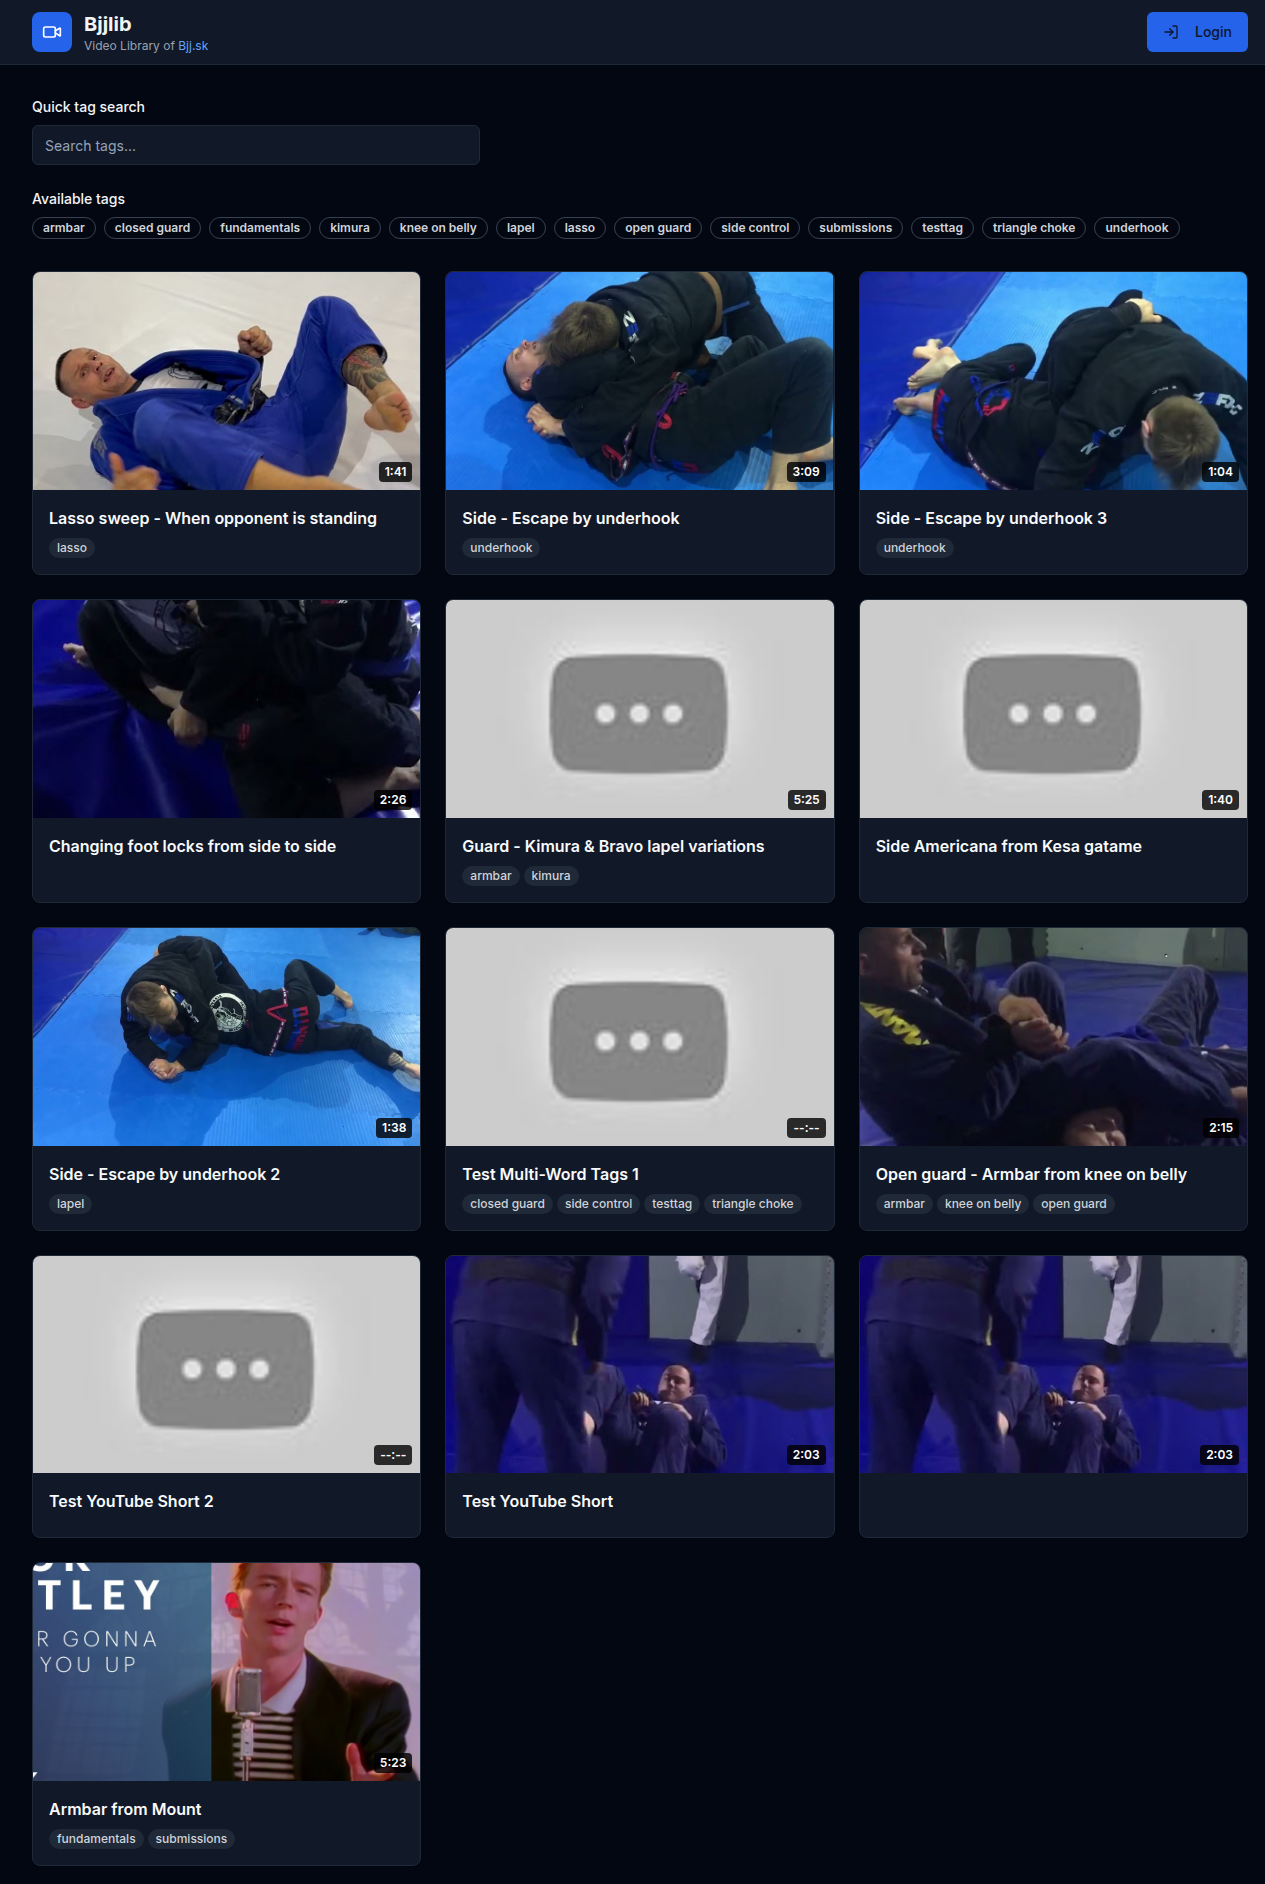 Bjjlib
Video Library of Bjj.sk
Login
Quick tag search
Search tags...
Available tags
armbar closed guard fundamentals kimura knee on belly lapel lasso open guard side control submissions testtag triangle choke underhook
1:41
3:09
1:04
Lasso sweep - When opponent is standing
lasso
Side - Escape by underhook
underhook
Side - Escape by underhook 3
underhook
2:26
5:25
1:40
Changing foot locks from side to side
Guard - Kimura & Bravo lapel variations
armbar kimura
Side Americana from Kesa gatame
1:38
--:--
2:15
Side - Escape by underhook 2
lapel
Test Multi-Word Tags 1
closed guard side control testtag triangle choke
Open guard - Armbar from knee on belly
armbar knee on belly open guard
--:--
2:03
2:03
Test YouTube Short 2
Test YouTube Short
TLEY
R GONNA
YOU UP
5:23
Armbar from Mount
fundamentals submissions